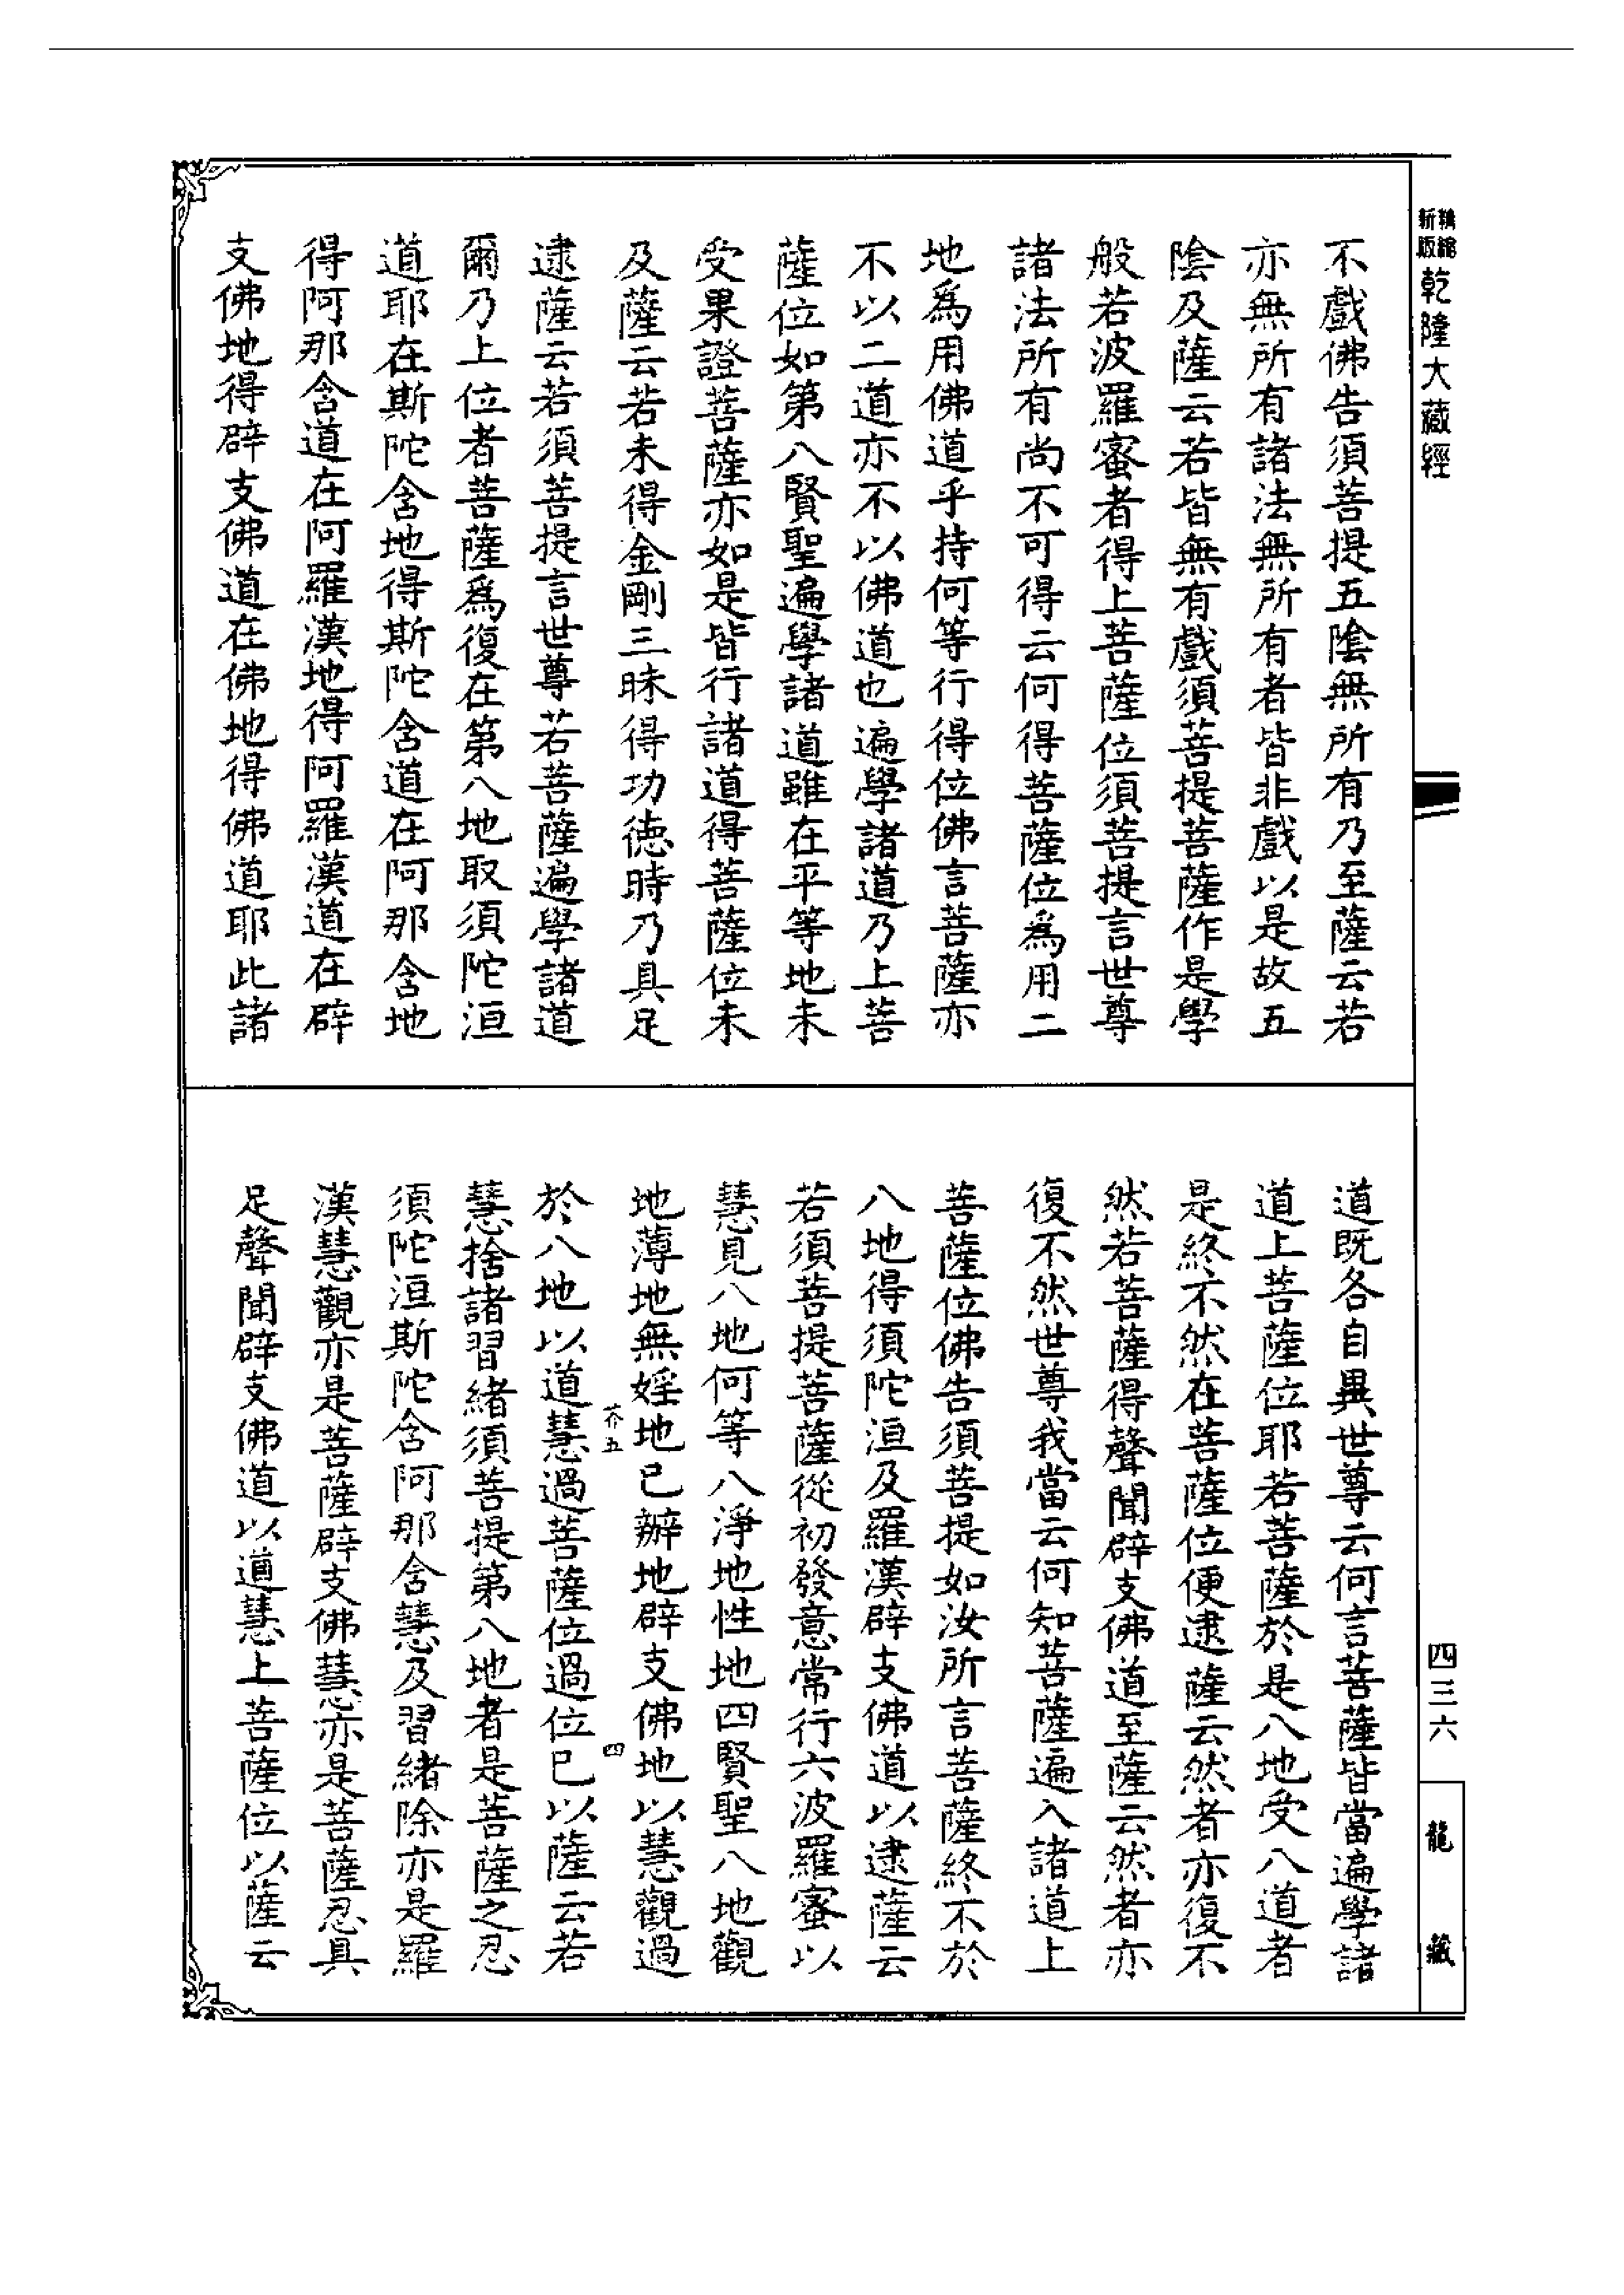 新版
精縮
乾隆大藏經
不戲佛告須菩提五陰無所有乃至薩云若
亦無所有諸法無所有者皆非戲以是故五
陰及薩云若皆無有戲須菩提菩薩作是學
般若波羅蜜者得上菩薩位須菩提言世尊
諸法所有尚不可得云何得菩薩位為用二
地為用佛道乎持何等行得位佛言菩薩亦
不以二道亦不以佛道也遍學諸道乃上菩
薩位如第八賢聖遍學諸道雖在平等地未
受果證菩薩亦如是皆行諸道得菩薩位未
及薩云若未得金剛三昧得功德時乃具足
逮薩云若須菩提言世尊若菩薩遍學諸道
爾乃上位者菩薩為復在第八地取須陀洹
道耶在斯陀含地得斯陀含道在阿那含地
得阿那含道在阿羅漢地得阿羅漢道在辟
支佛地得辟支佛道在佛地得佛道耶此諸
道既各自異世尊云何言菩薩皆當遍學諸
道上菩薩位耶若菩薩於是八地受八道者
是終不然在菩薩位便逮薩云然者亦復不
然若菩薩得聲聞辟支佛道至薩云然者亦
復不然世尊我當云何知菩薩遍入諸道上
菩薩位佛告須菩提如汝所言菩薩終不於
八地得須陀洹及羅漢辟支佛道以逮薩云
若須菩提菩薩從初發意常行六波羅蜜以
慧見八地何等八淨地性地四賢聖八地觀
地薄地無婬地已辦地辟支佛地以慧觀過
芥五
四
於八地以道慧過菩薩位過位已以薩云若
慧捨諸習緒須菩提第八地者是菩薩之忍
須陀洹斯陀含阿那含慧及習緒除亦是羅
漢慧觀亦是菩薩辟支佛慧亦是菩薩忍具
足聲聞辟支佛道以道慧上菩薩位以薩云
四三六
龍藏